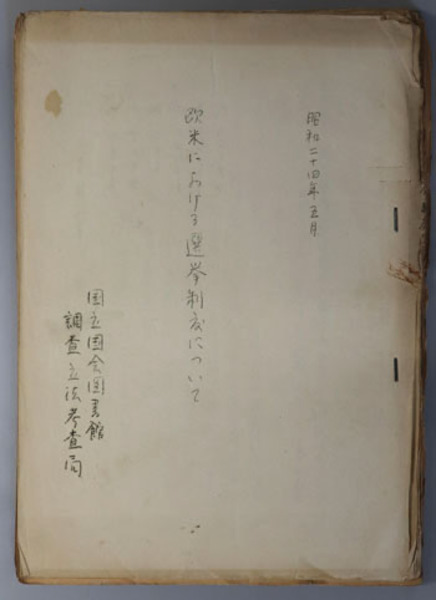 昭和二十四年五月
欧米における選挙制度について
国立国会図書館
調査立法考査局